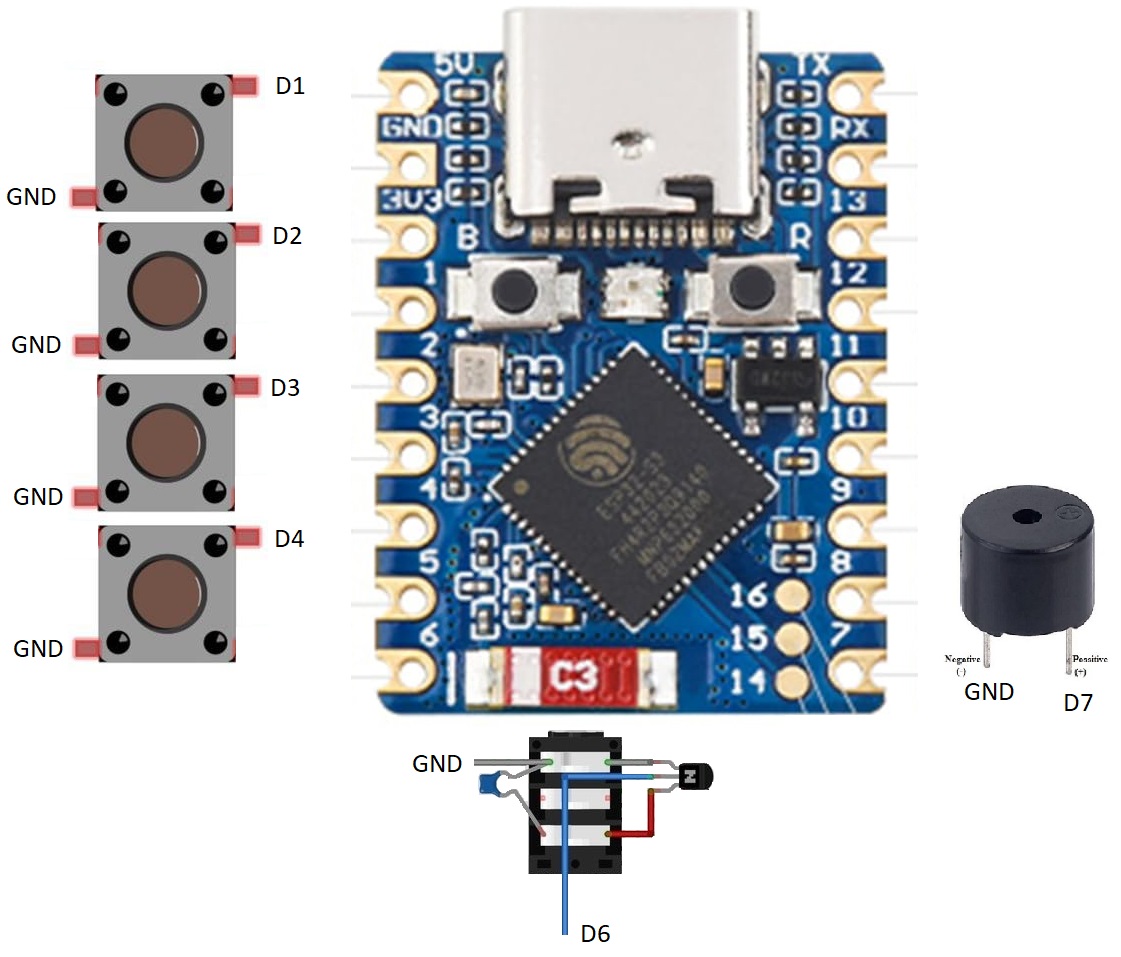 D1
GND
D2
GND
D3
GND
D4
GND
5V
TX
GND
RX
3V3
13
B
R
1
12
2
11
3
10
4
9
5
8
16
6
15
7
14
C3
ESP32-S3
Negative
(-)
Possitive
(+)
GND
D7
GND
N
D6